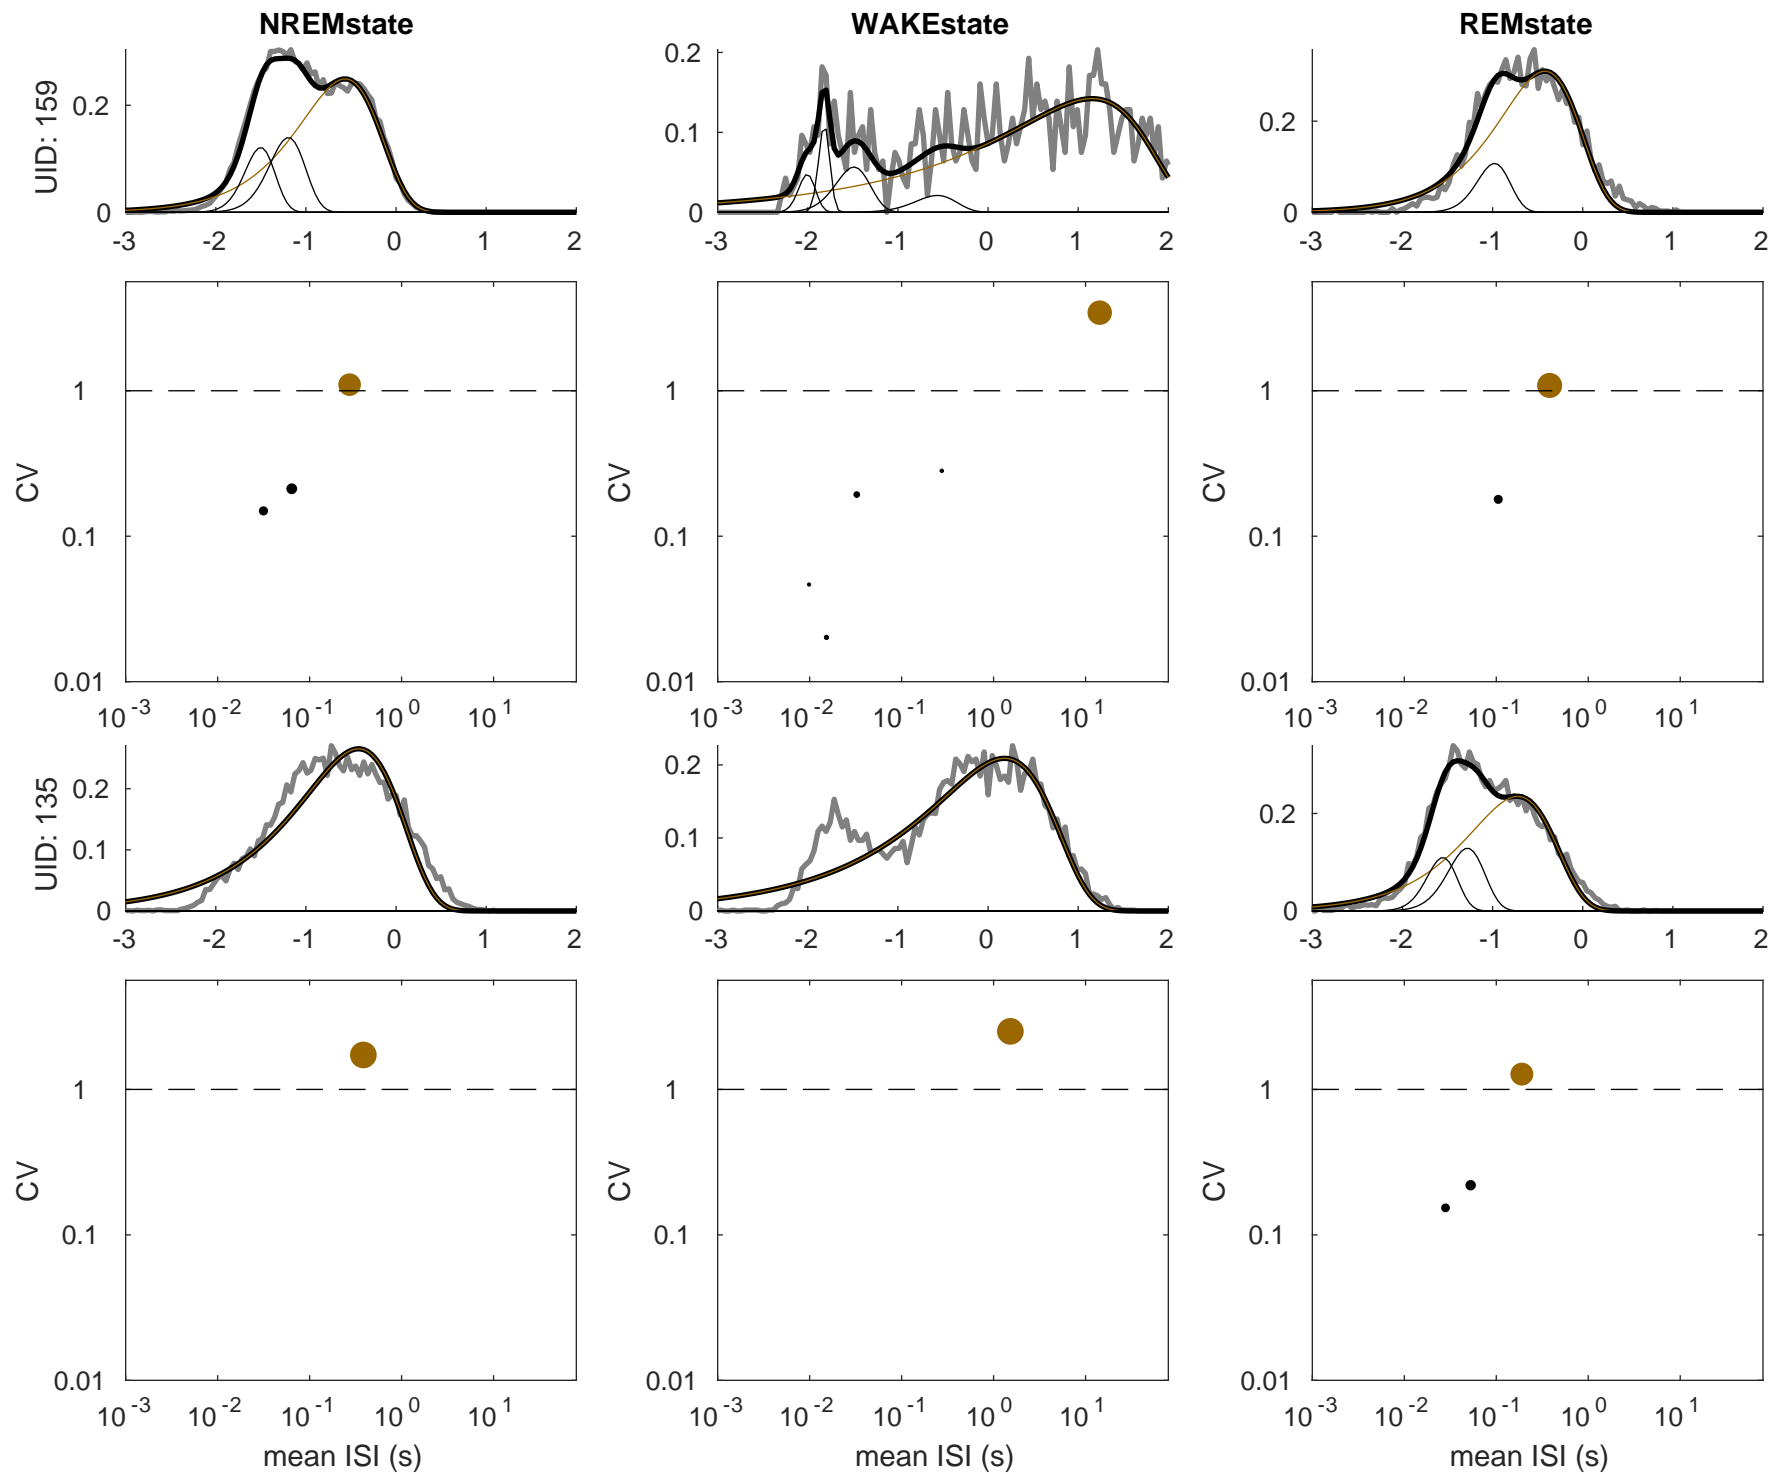 NREMstate WAKEstate REMstate
UID: 159
0.2 0
0.2 0.1 0
0.2 0
-3 -2 -1 0 1 2
-3 -2 -1 0 1 2
-3 -2 -1 0 1 2
CV 1 0.1 0.01
CV 1 0.1 0.01
CV 1 0.1 0.01
10^-3 10^-2 10^-1 10^0 10^1
10^-3 10^-2 10^-1 10^0 10^1
10^-3 10^-2 10^-1 10^0 10^1
UID: 135
0.2 0.1 0
0.2 0.1 0
0.2 0
-3 -2 -1 0 1 2
-3 -2 -1 0 1 2
-3 -2 -1 0 1 2
CV 1 0.1 0.01
CV 1 0.1 0.01
CV 1 0.1 0.01
10^-3 10^-2 10^-1 10^0 10^1
10^-3 10^-2 10^-1 10^0 10^1
10^-3 10^-2 10^-1 10^0 10^1
mean ISI (s) mean ISI (s) mean ISI (s)